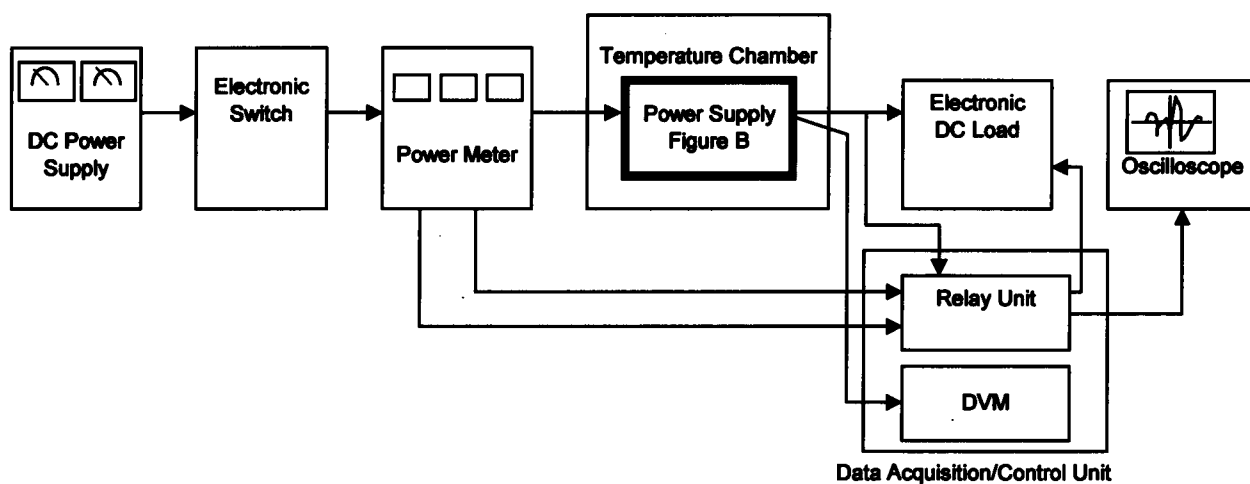 DC Power
Supply
Electronic
Switch
Power Meter
Temperature Chamber
Power Supply
Figure B
Electronic
DC Load
Oscilloscope
Relay Unit
DVM
Data Acquisition/Control Unit